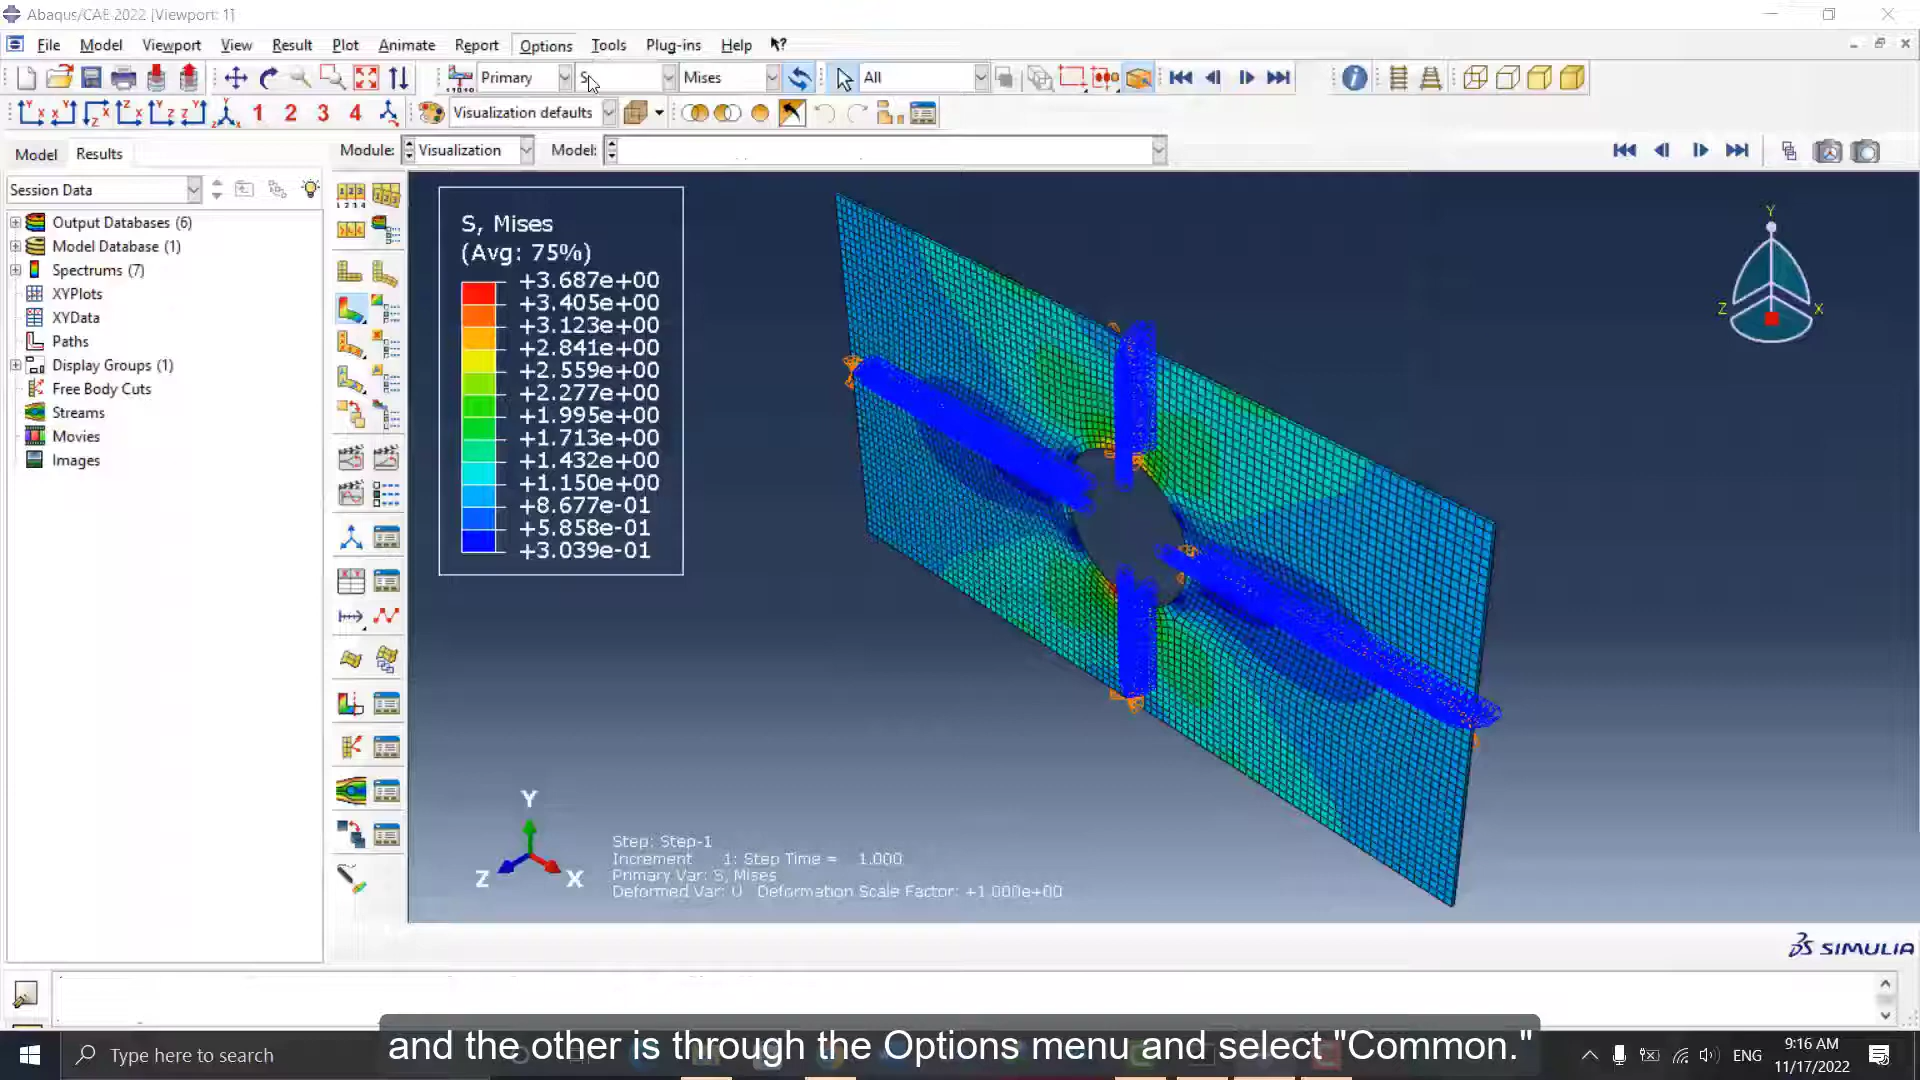 Abaqus/CAE 2022 [Viewport: 1]
File Model Viewport View Result Plot Animate Report Options Tools Plug-ins Help
Primary S Mises All
1 2 3 4 Visualization defaults
Module: Visualization Model:
Model Results
Session Data
Output Databases (6)
Model Database (1)
Spectrums (7)
XYPlots
XYData
Paths
Display Groups (1)
Free Body Cuts
Streams
Movies
Images
S, Mises
(Avg: 75%)
+3.687e+00
+3.405e+00
+3.123e+00
+2.841e+00
+2.559e+00
+2.277e+00
+1.995e+00
+1.713e+00
+1.432e+00
+1.150e+00
+8.677e-01
+5.858e-01
+3.039e-01
Y
Z X
Y
Z X
Step: Step-1
Increment 1: Step Time = 1.000
Primary Var: S, Mises
Deformed Var: U Deformation Scale Factor: +1.000e+00
SIMULIA
and the other is through the Options menu and select "Common."
Type here to search
ENG
9:16 AM
11/17/2022